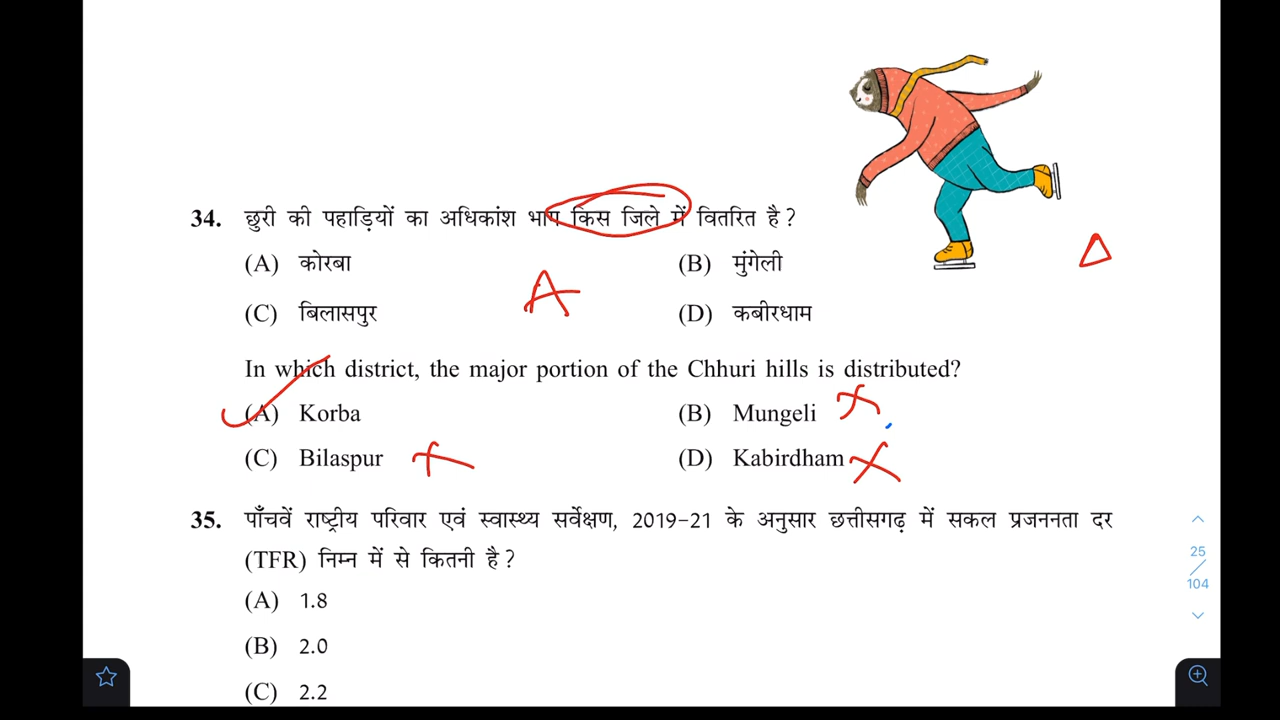 34. छुरी की पहाड़ियों का अधिकांश भाग किस जिले में वितरित है ?
(A) कोरबा (B) मुंगेली
A
(C) बिलासपुर (D) कबीरधाम
In which district, the major portion of the Chhuri hills is distributed?
(A) Korba (B) Mungeli
(C) Bilaspur (D) Kabirdham
35. पाँचवें राष्ट्रीय परिवार एवं स्वास्थ्य सर्वेक्षण, 2019-21 के अनुसार छत्तीसगढ़ में सकल प्रजननता दर
(TFR) निम्न में से कितनी है ?
(A) 1.8
(B) 2.0
(C) 2.2
25
104